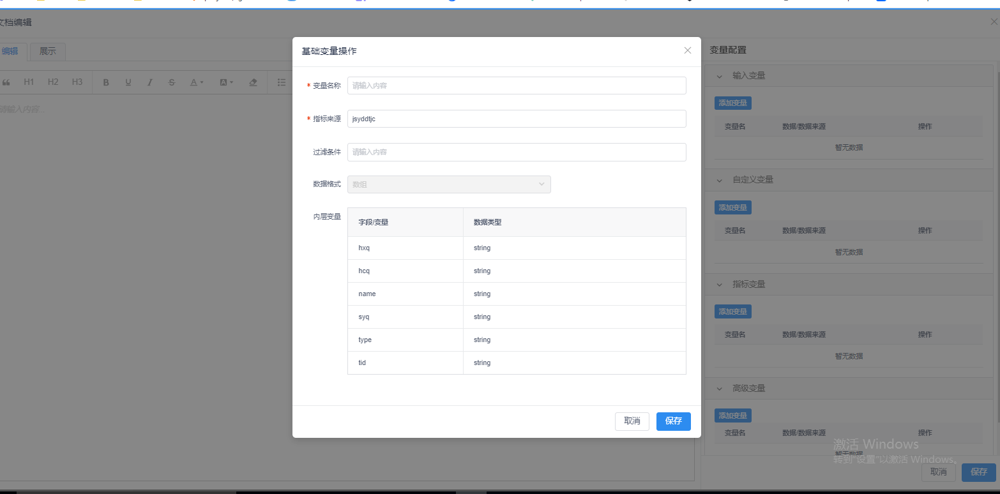 文档编辑
编辑 展示
H1 H2 H3 B U I S A A
请输入内容...
基础变量操作
* 变量名称 请输入内容
* 指标来源 jsyddtjc
过滤条件 请输入内容
数据格式 数组
内层变量 字段/变量 数据类型
hxq string
hcq string
name string
syq string
type string
tid string
取消 保存
变量配置
输入变量
添加变量
变量名 数据/数据来源 操作
暂无数据
自定义变量
添加变量
变量名 数据/数据来源 操作
暂无数据
指标变量
添加变量
变量名 数据/数据来源 操作
暂无数据
高级变量
添加变量
变量名 数据/数据来源 操作
暂无数据
激活 Windows
转到"设置"以激活 Windows。
取消 保存